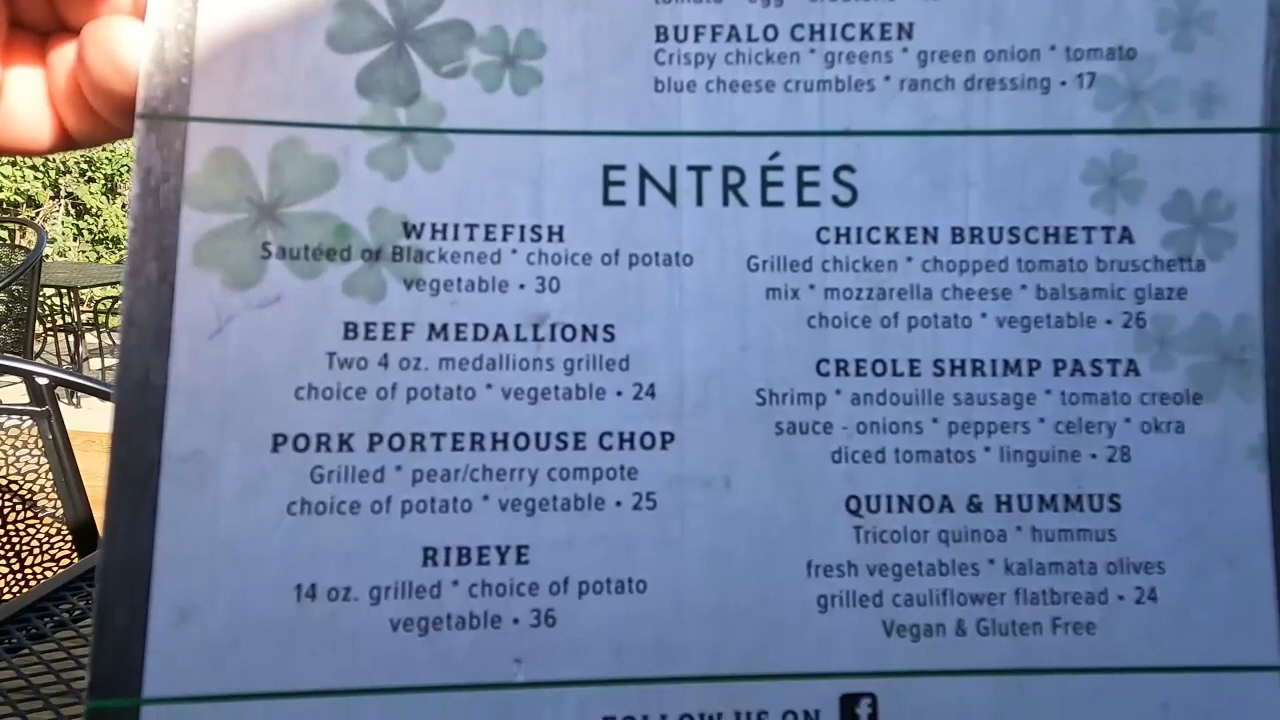 BUFFALO CHICKEN
Crispy chicken * greens * green onion * tomato
blue cheese crumbles * ranch dressing • 17
ENTRÉES
WHITEFISH
Sautéed or Blackened * choice of potato
vegetable • 30
BEEF MEDALLIONS
Two 4 oz. medallions grilled
choice of potato * vegetable • 24
PORK PORTERHOUSE CHOP
Grilled * pear/cherry compote
choice of potato * vegetable • 25
RIBEYE
14 oz. grilled * choice of potato
vegetable • 36
CHICKEN BRUSCHETTA
Grilled chicken * chopped tomato bruschetta
mix * mozzarella cheese * balsamic glaze
choice of potato * vegetable • 26
CREOLE SHRIMP PASTA
Shrimp * andouille sausage * tomato creole
sauce - onions * peppers * celery * okra
diced tomatos * linguine • 28
QUINOA & HUMMUS
Tricolor quinoa * hummus
fresh vegetables * kalamata olives
grilled cauliflower flatbread • 24
Vegan & Gluten Free
FOLLOW US ON